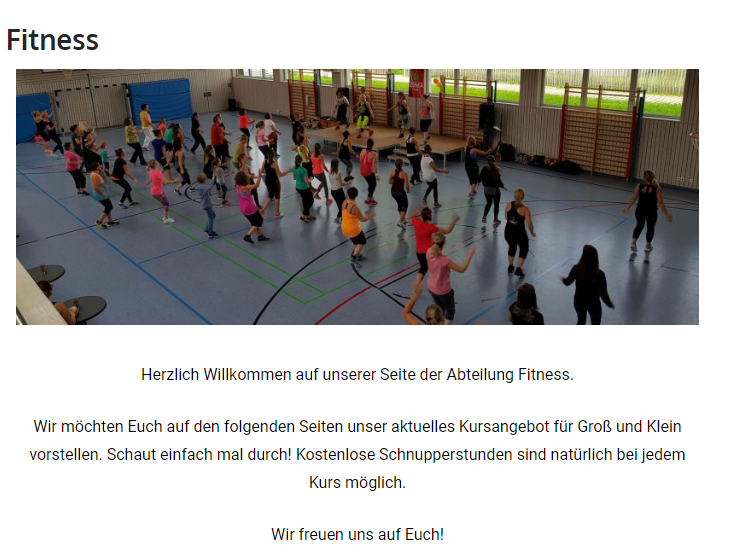 Fitness
Herzlich Willkommen auf unserer Seite der Abteilung Fitness.
Wir möchten Euch auf den folgenden Seiten unser aktuelles Kursangebot für Groß und Klein
vorstellen. Schaut einfach mal durch! Kostenlose Schnupperstunden sind natürlich bei jedem
Kurs möglich.
Wir freuen uns auf Euch!